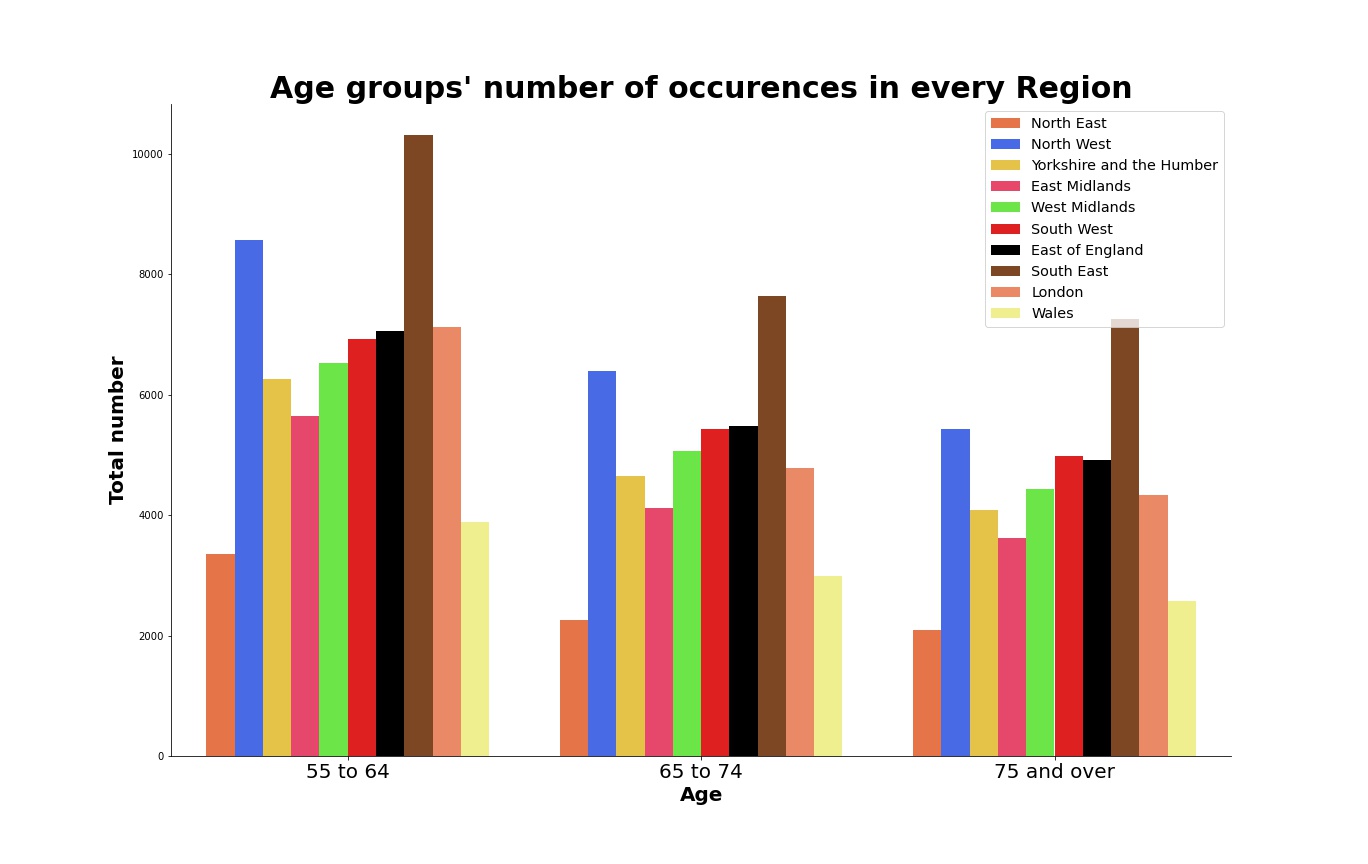 Age groups' number of occurences in every Region
North East
North West
Yorkshire and the Humber
East Midlands
West Midlands
South West
East of England
South East
London
Wales
10000
8000
6000
4000
2000
0
Total number
55 to 64
65 to 74
75 and over
Age